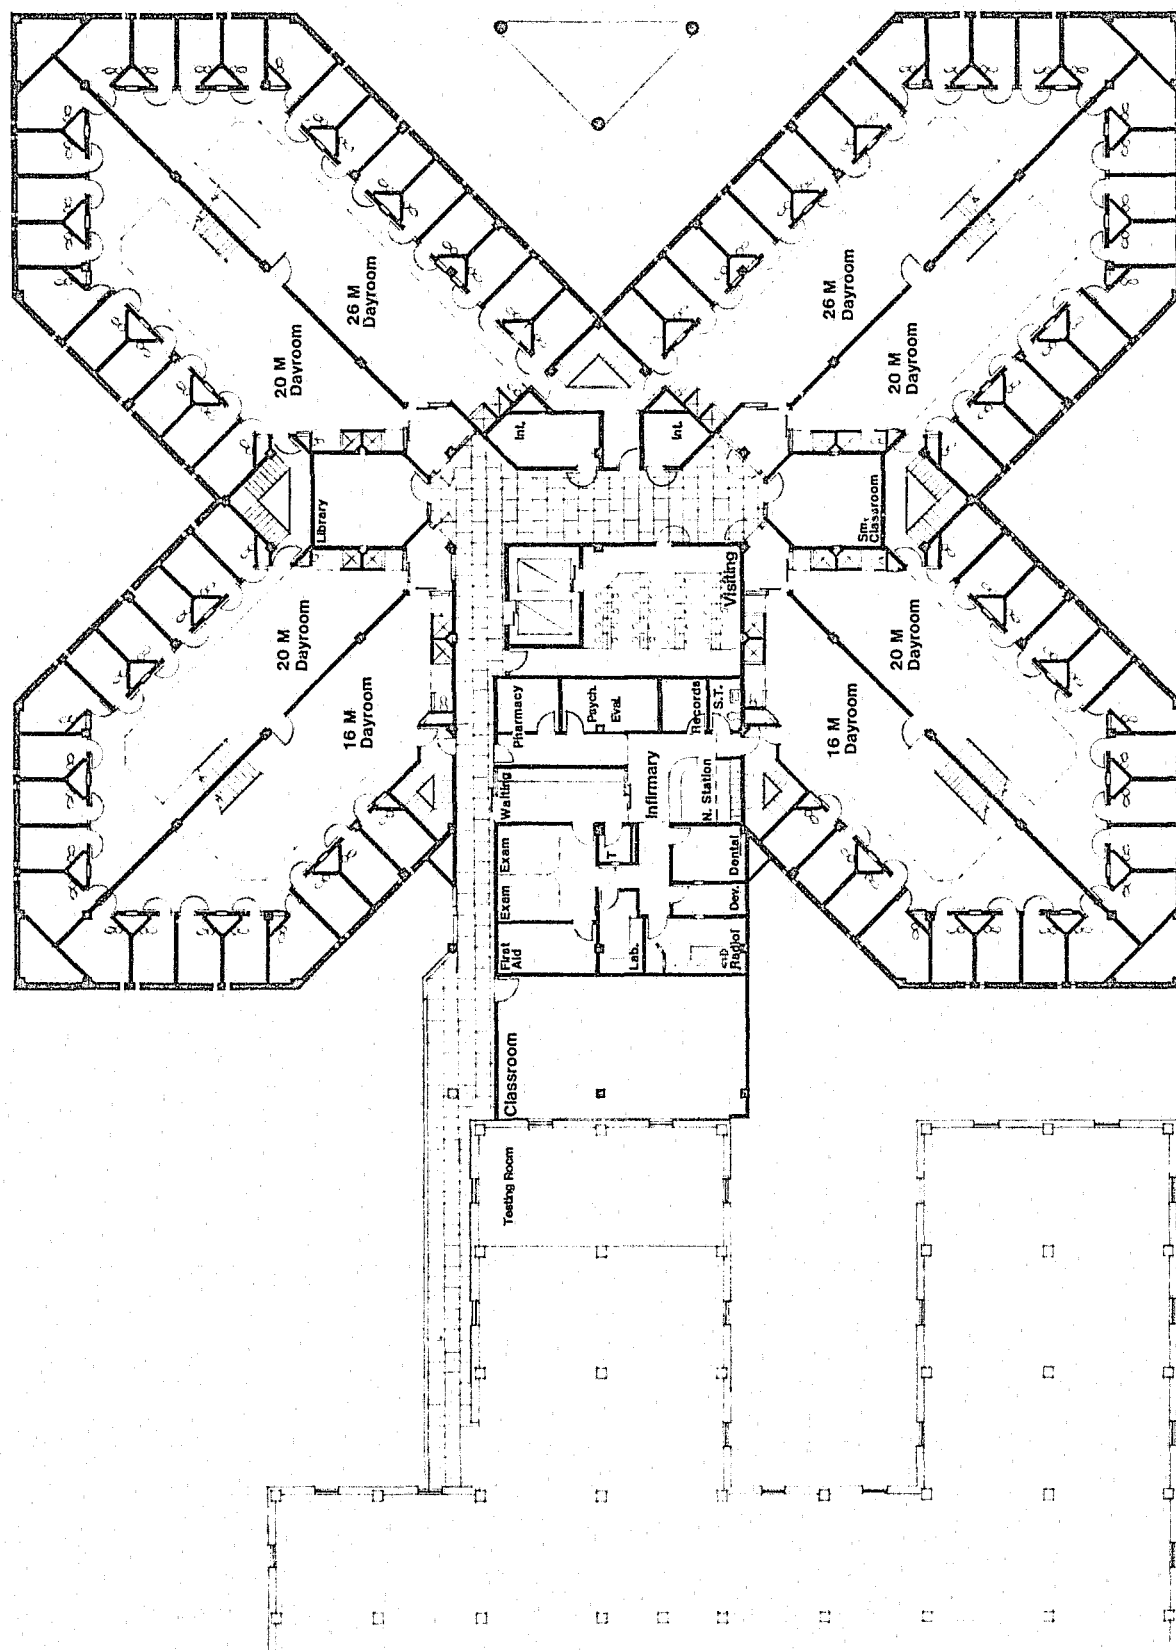 26 M
Dayroom
20 M
Dayroom
26 M
Dayroom
20 M
Dayroom
Int.
Int.
Library
Sm.
Classroom
Visiting
20 M
Dayroom
16 M
Dayroom
20 M
Dayroom
16 M
Dayroom
Pharmacy
Psych.
Eval.
Records
S.T.
Waiting
Infirmary
N. Station
Exam
Exam
T
Dental
Dev.
First
Aid
Lab.
Radiol
Classroom
Testing Room